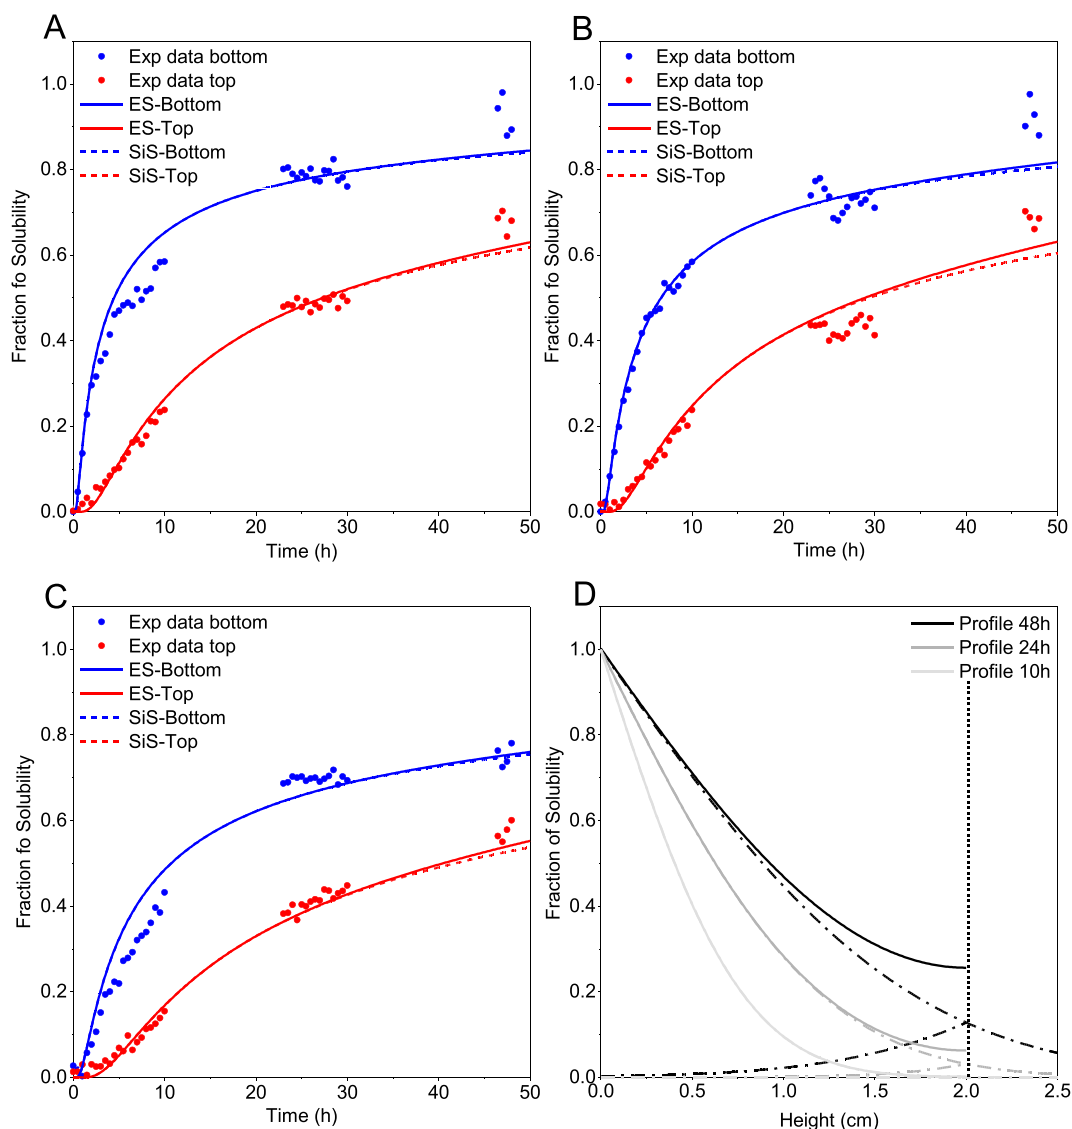 A
Exp data bottom
Exp data top
ES-Bottom
ES-Top
SiS-Bottom
SiS-Top
Fraction fo Solubility
1.0
0.8
0.6
0.4
0.2
0.0
0 10 20 30 40 50
Time (h)
B
Exp data bottom
Exp data top
ES-Bottom
ES-Top
SiS-Bottom
SiS-Top
Fraction fo Solubility
1.0
0.8
0.6
0.4
0.2
0.0
0 10 20 30 40 50
Time (h)
C
Exp data bottom
Exp data top
ES-Bottom
ES-Top
SiS-Bottom
SiS-Top
Fraction fo Solubility
1.0
0.8
0.6
0.4
0.2
0.0
0 10 20 30 40 50
Time (h)
D
Profile 48h
Profile 24h
Profile 10h
Fraction of Solubility
1.0
0.8
0.6
0.4
0.2
0.0
0.0 0.5 1.0 1.5 2.0 2.5
Height (cm)